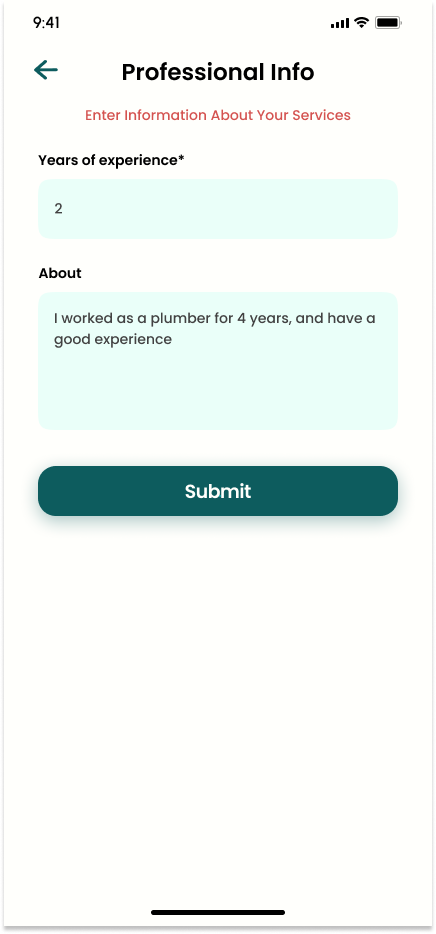 9:41
Professional Info
Enter Information About Your Services
Years of experience*
2
About
I worked as a plumber for 4 years, and have a
good experience
Submit